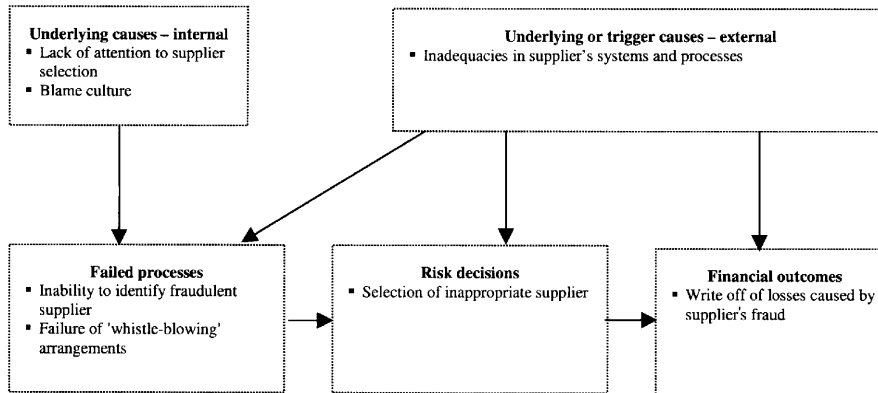 Underlying causes – internal
▪ Lack of attention to supplier
selection
▪ Blame culture
Underlying or trigger causes – external
▪ Inadequacies in supplier's systems and processes
Failed processes
▪ Inability to identify fraudulent
supplier
▪ Failure of 'whistle-blowing'
arrangements
Risk decisions
▪ Selection of inappropriate supplier
Financial outcomes
▪ Write off of losses caused by
supplier's fraud